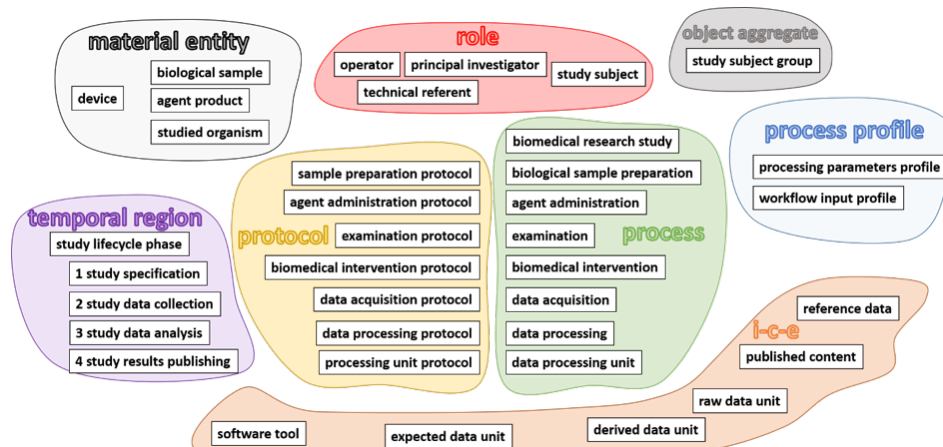 material entity
biological sample
device
agent product
studied organism
role
operator
principal investigator
study subject
technical referent
object aggregate
study subject group
process profile
processing parameters profile
workflow input profile
temporal region
study lifecycle phase
1 study specification
2 study data collection
3 study data analysis
4 study results publishing
protocol
sample preparation protocol
agent administration protocol
examination protocol
biomedical intervention protocol
data acquisition protocol
data processing protocol
processing unit protocol
process
biomedical research study
biological sample preparation
agent administration
examination
biomedical intervention
data acquisition
data processing
data processing unit
i-c-e
reference data
published content
raw data unit
derived data unit
expected data unit
software tool